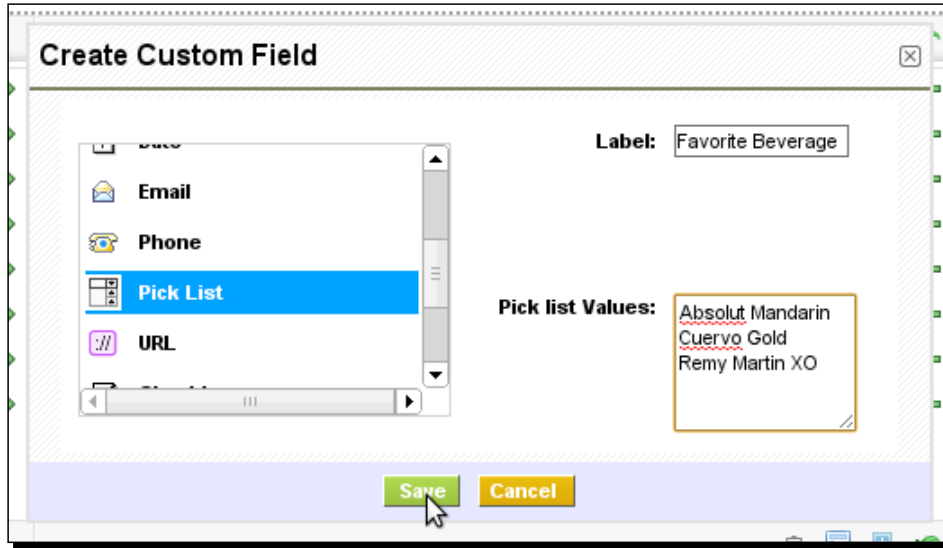 Create Custom Field
Label: Favorite Beverage
Email
Phone
Pick List
:// URL
Pick list Values: Absolut Mandarin
Cuervo Gold
Remy Martin XO
Save Cancel